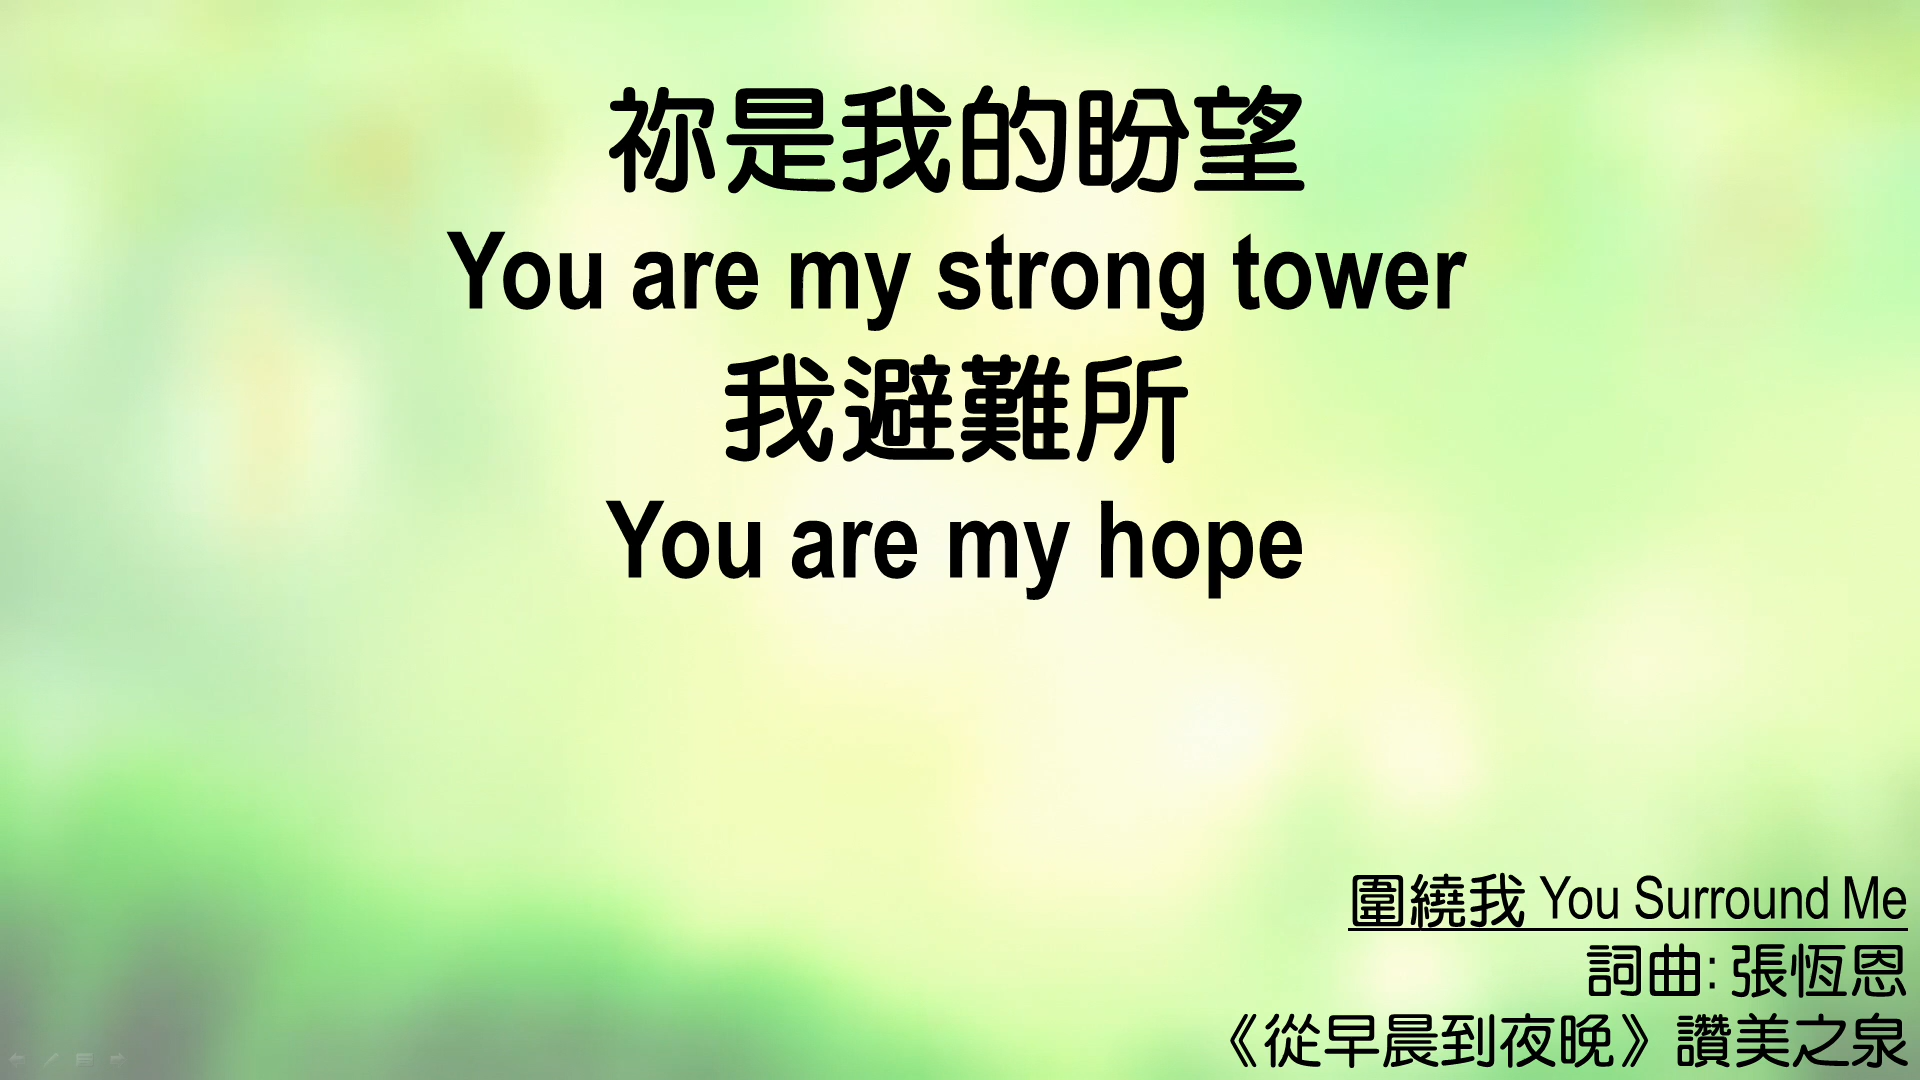 祢是我的盼望
You are my strong tower
我避難所
You are my hope
圍繞我 You Surround Me
詞曲: 張恆恩
《從早晨到夜晚》讚美之泉